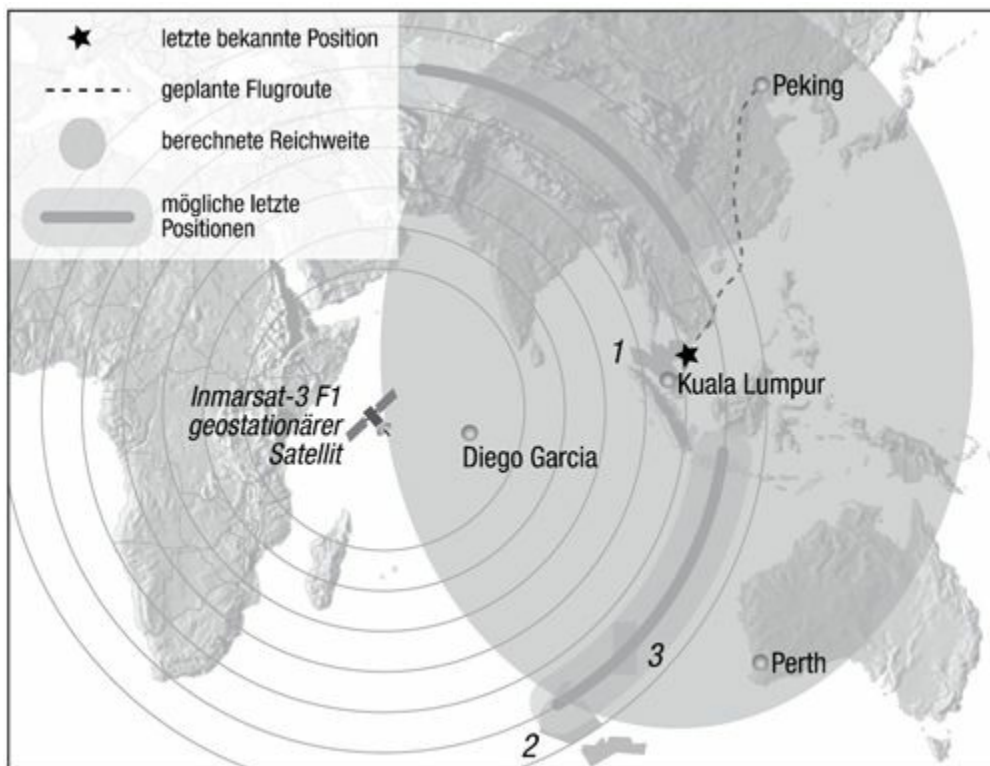 letzte bekannte Position
geplante Flugroute
berechnete Reichweite
mögliche letzte
Positionen
Peking
1
Kuala Lumpur
Inmarsat-3 F1
geostationärer
Satellit
Diego Garcia
3
Perth
2